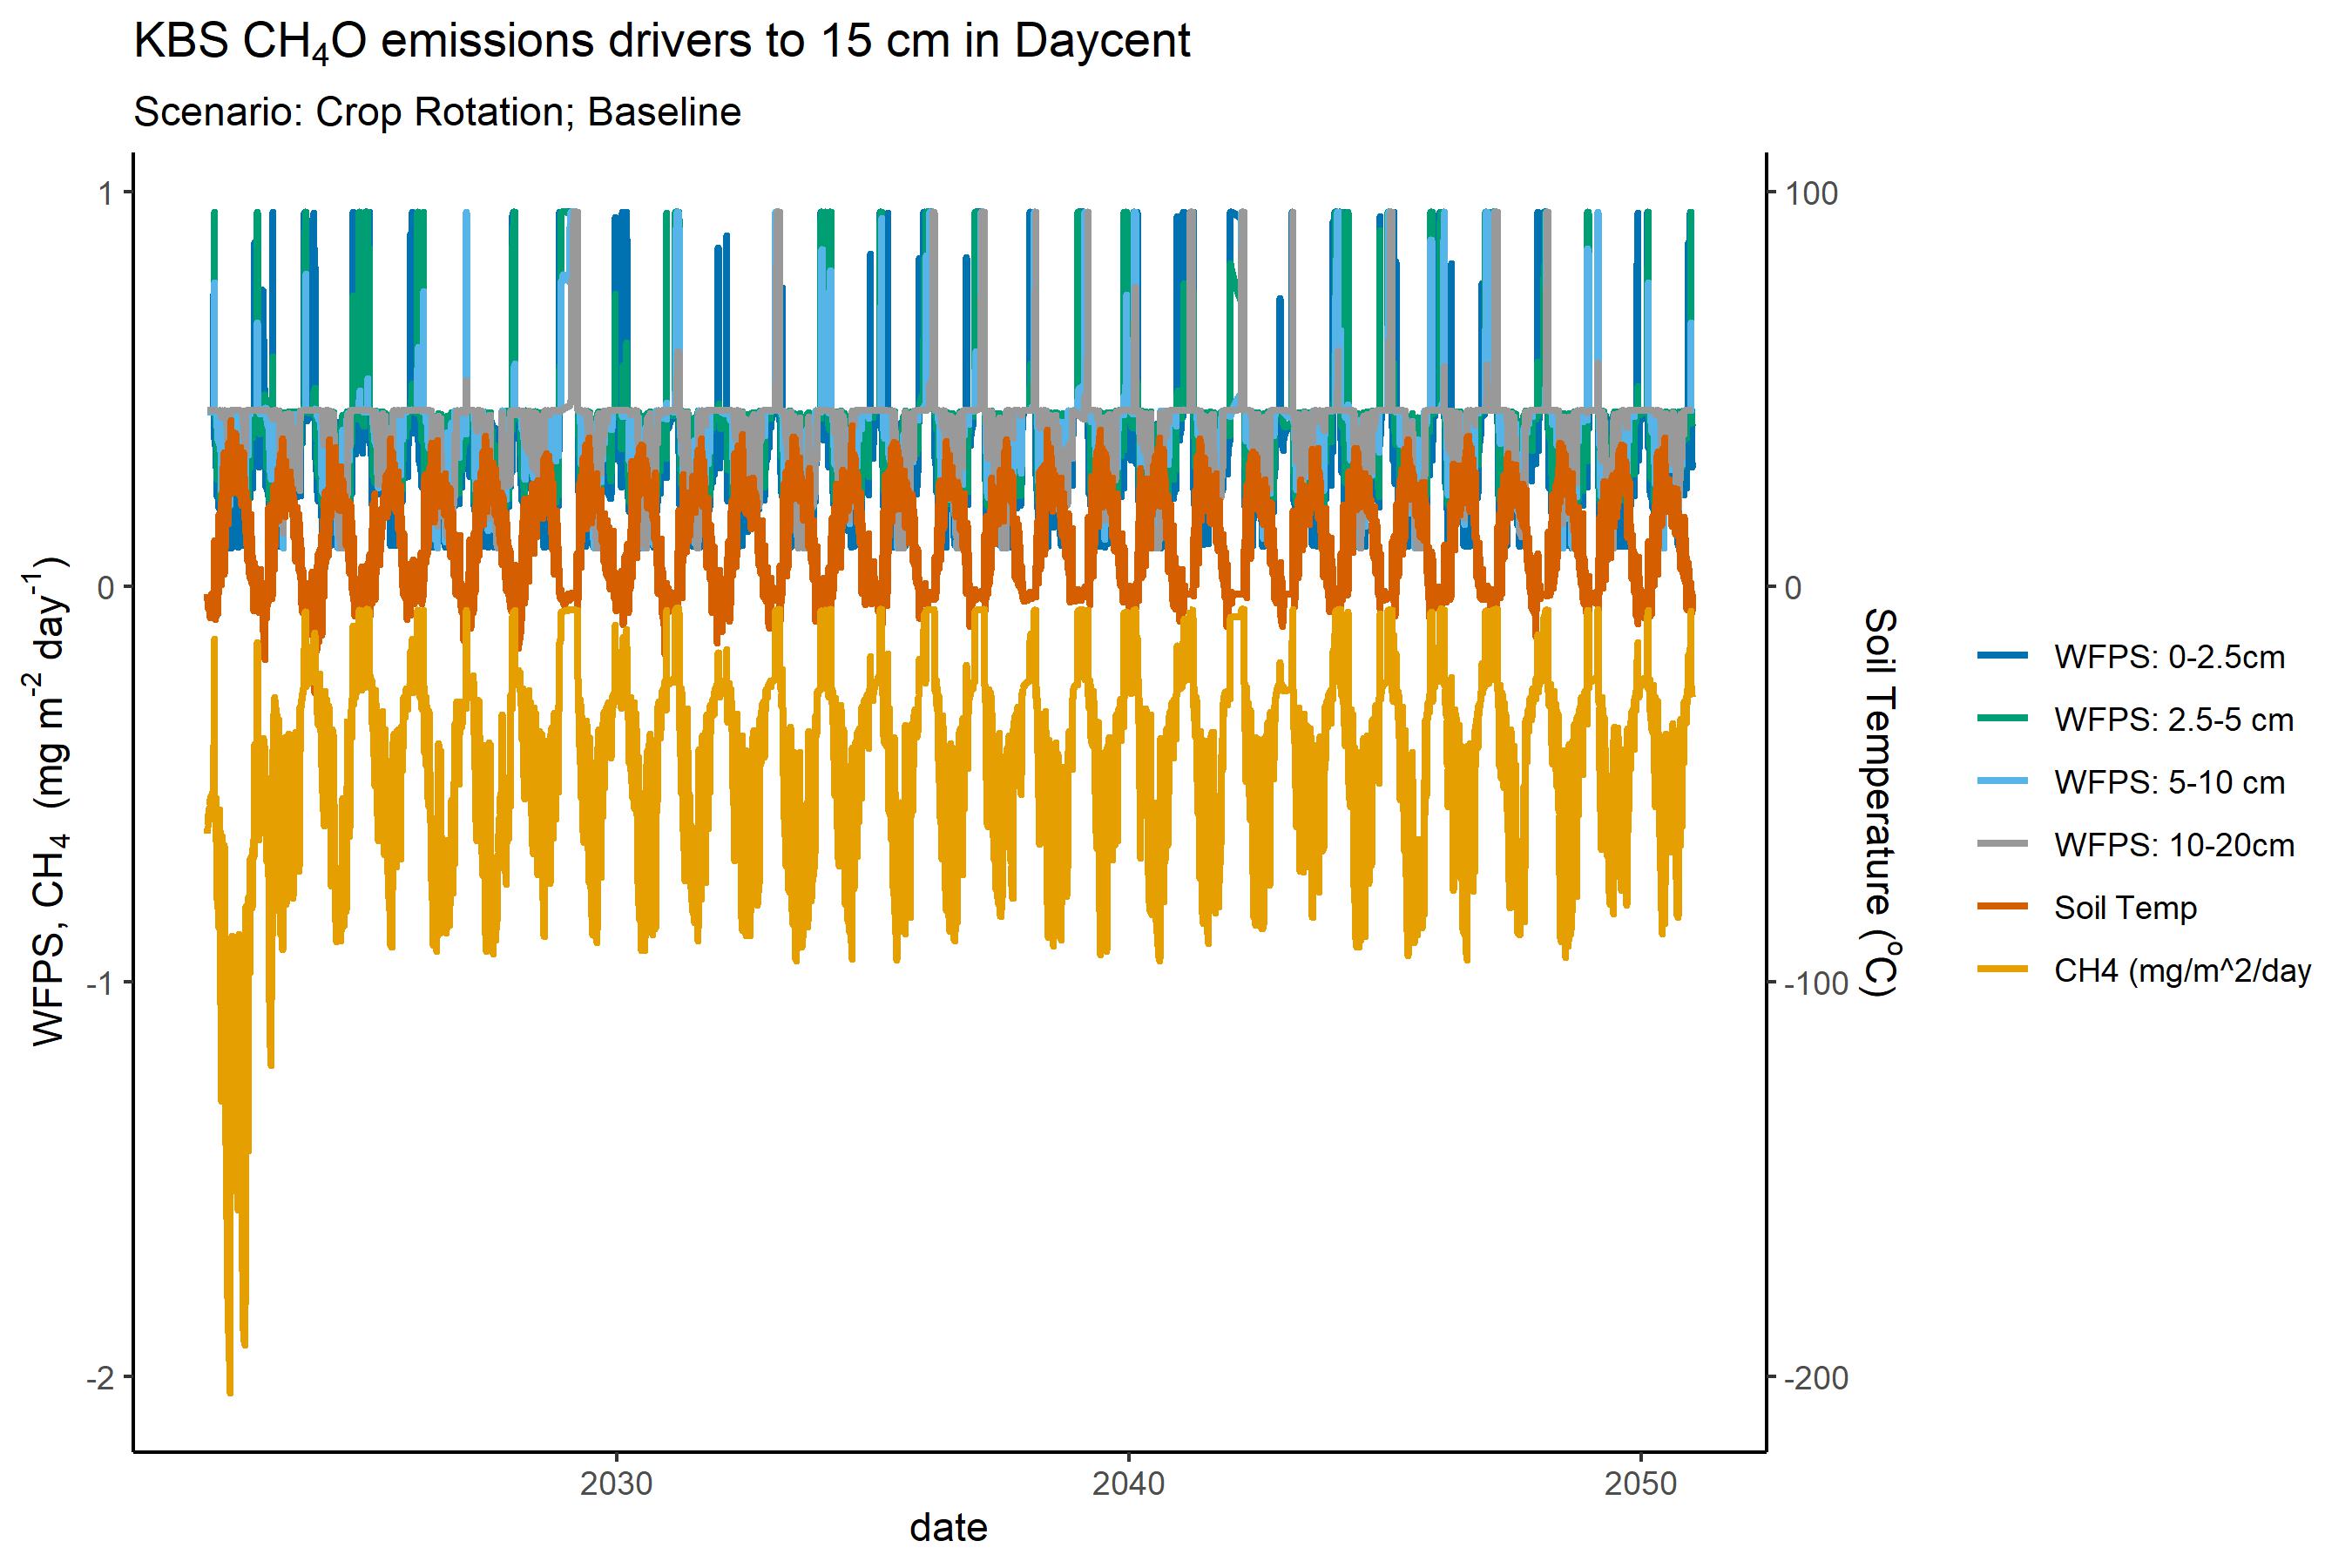 KBS CH₄O emissions drivers to 15 cm in Daycent
Scenario: Crop Rotation; Baseline
WFPS, CH₄ (mg m⁻² day⁻¹)
1
0
-1
-2
100
0
-100
-200
Soil Temperature (ºC)
2030
2040
2050
date
WFPS: 0-2.5cm
WFPS: 2.5-5 cm
WFPS: 5-10 cm
WFPS: 10-20cm
Soil Temp
CH4 (mg/m^2/day